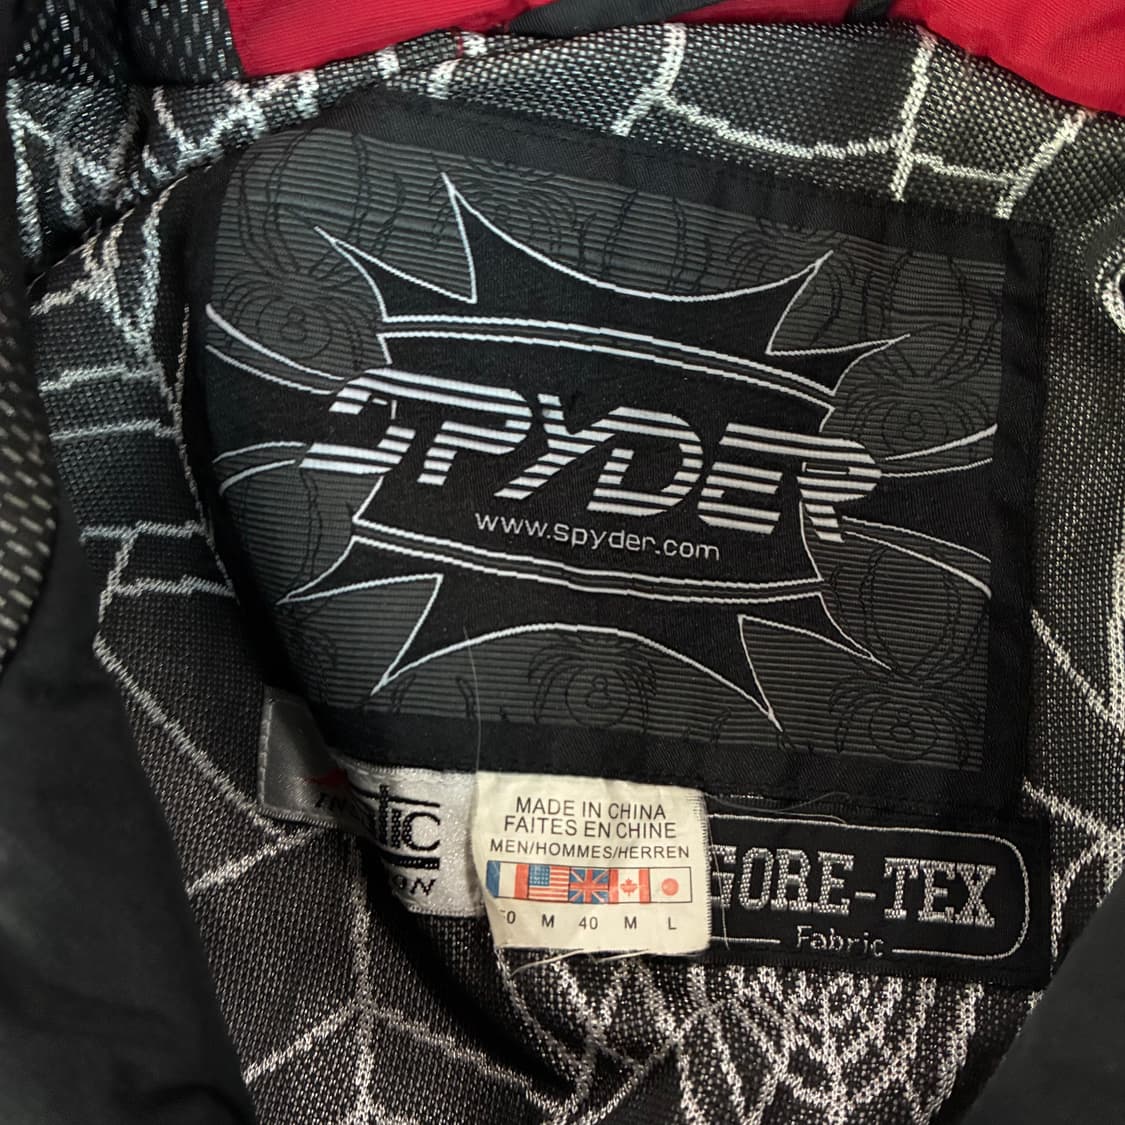 SPYDER
www.spyder.com
MADE IN CHINA
FAITES EN CHINE
MEN/HOMMES/HERREN
M 40 M L
GORE-TEX
Fabric